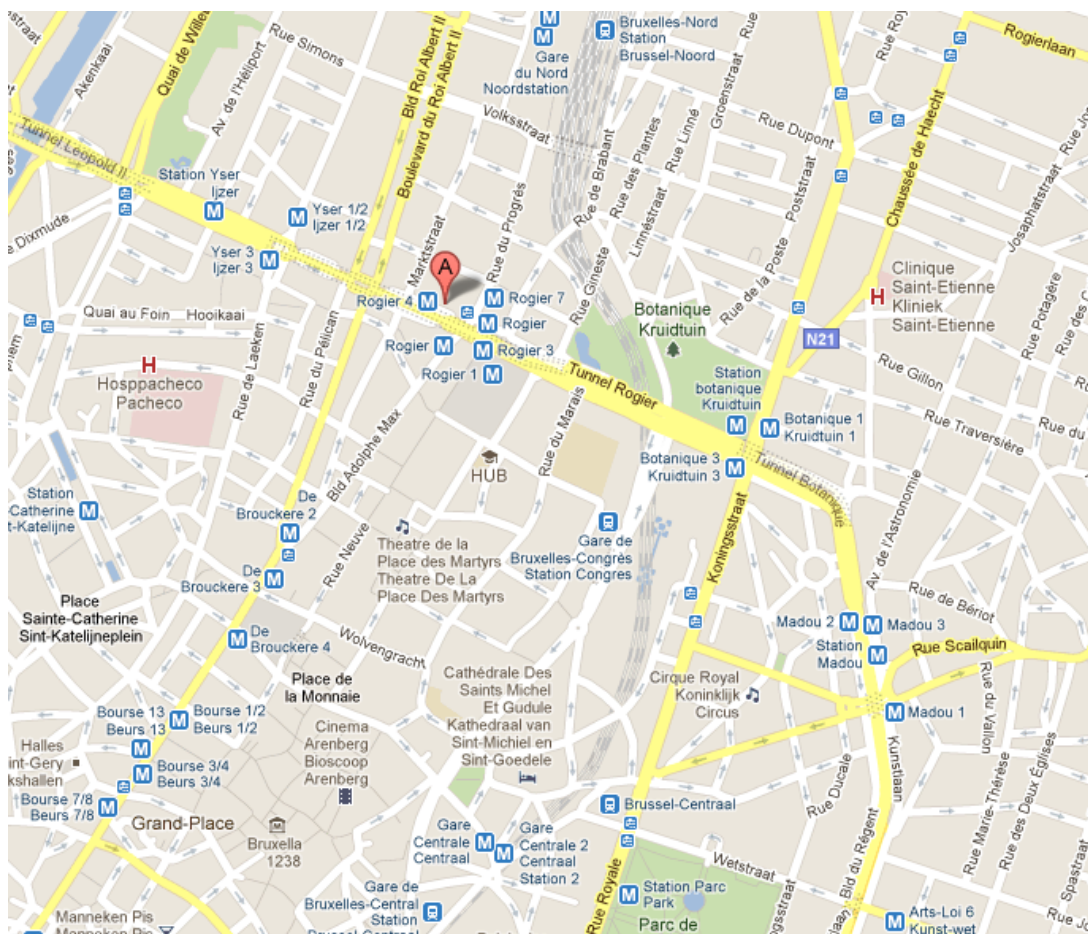 Bruxelles-Nord
Station
Brussel-Noord
Rue Simons
Akenkaai
Quai de Willeb
Av. de l'Héliport
Bld Roi Albert II
Boulevard du Roi Albert II
Gare
du Nord
Noordstation
Volksstraat
Groenstraat
Rue Dupont
Chaussée de Haecht
Rogierlaan
Tunnel Leopold II
Station Yser
Ijzer
Yser 1/2
Ijzer 1/2
Yser 3
Ijzer 3
Dixmude
Marktstraat
Rue du Progrès
Rue de Brabant
Rue des Plantes
Rue Linné
Linnéstraat
Poststraat
Rue de la Poste
Josaphatstraat
A
Rogier 4
Rogier 7
Rogier
Rogier
Rogier 3
Rogier 1
Rue Gineste
Botanique
Kruidtuin
Clinique
Saint-Etienne
Kliniek
Saint-Etienne
H
N21
Rue Potagère
Quai au Foin
Hooikaai
H
Hosppacheco
Pacheco
Rue de Laeken
Rue du Pélican
Tunnel Rogier
Station
botanique
Kruidtuin
Rue Gillon
Rue Traversière
Rue du
Botanique 1
Kruidtuin 1
Botanique 3
Kruidtuin 3
Tunnel Botanique
Bld Adolphe Max
HUB
Rue du Marais
Station
-Catherine
t-Katelijne
De
Brouckere 2
De
Brouckere 3
De
Brouckere 4
Rue Neuve
Theatre de la
Place des Martyrs
Theatre De La
Place Des Martyrs
Gare de
Bruxelles-Congrès
Station Congres
Koningsstraat
Av. de l'Astronomie
Rue de Bériot
Place
Sainte-Catherine
Sint-Katelijneplein
Wolvengracht
Madou 2
Madou 3
Station
Madou
Rue Scailquin
Madou 1
Place de
la Monnaie
Cathédrale Des
Saints Michel
Et Gudule
Kathedraal van
Sint-Michiel en
Sint-Goedele
Cirque Royal
Koninklijk
Circus
Rue du Vallon
Bourse 13
Beurs 13
Bourse 1/2
Beurs 1/2
Bourse 3/4
Beurs 3/4
Bourse 7/8
Beurs 7/8
Halles
int-Gery
kshallen
Cinema
Arenberg
Bioscoop
Arenberg
Kunstlaan
Rue Ducale
Rue Marie-Thérèse
Rue des Deux Églises
Grand-Place
Bruxella
1238
Brussel-Centraal
Gare
Centrale
Centraal
Gare
Centrale 2
Centraal
Station 2
Wetstraat
Bld du Régent
Spastraat
Rue Royale
Gare de
Bruxelles-Central
Station
Station Parc
Park
Parc de
Arts-Loi 6
Kunst-wet
Manneken Pis